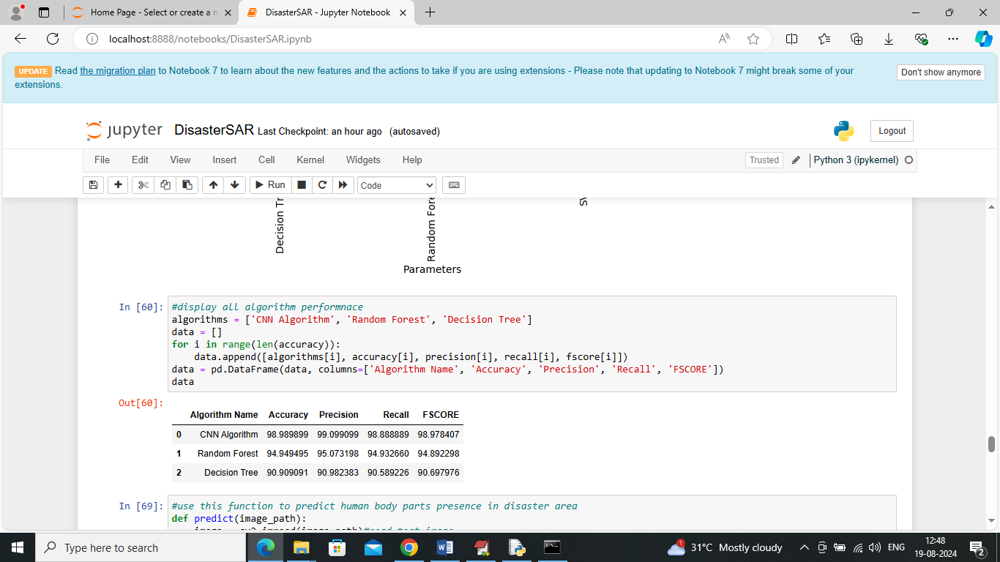 Home Page - Select or create a n
DisasterSAR - Jupyter Notebook
localhost:8888/notebooks/DisasterSAR.ipynb
UPDATE Read the migration plan to Notebook 7 to learn about the new features and the actions to take if you are using extensions - Please note that updating to Notebook 7 might break some of your
extensions.
Don't show anymore
jupyter DisasterSAR Last Checkpoint: an hour ago (autosaved)
Logout
File Edit View Insert Cell Kernel Widgets Help
Trusted
Python 3 (ipykernel)
Run
Code
Decision Tr
Random Fore
Parameters
In [60]:
#display all algorithm performnace
algorithms = ['CNN Algorithm', 'Random Forest', 'Decision Tree']
data = []
for i in range(len(accuracy)):
data.append([algorithms[i], accuracy[i], precision[i], recall[i], fscore[i]])
data = pd.DataFrame(data, columns=['Algorithm Name', 'Accuracy', 'Precision', 'Recall', 'FSCORE'])
data
Out[60]:
Algorithm Name Accuracy Precision Recall FSCORE
0 CNN Algorithm 98.989899 99.099099 98.888889 98.978407
1 Random Forest 94.949495 95.073198 94.932660 94.892298
2 Decision Tree 90.909091 90.982383 90.589226 90.697976
In [69]:
#use this function to predict human body parts presence in disaster area
def predict(image_path):
Type here to search
1
31°C Mostly cloudy
ENG
12:48
19-08-2024
2